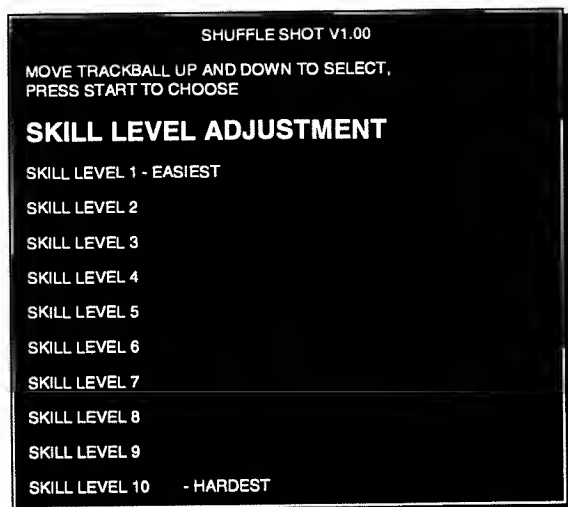 SHUFFLE SHOT V1.00
MOVE TRACKBALL UP AND DOWN TO SELECT,
PRESS START TO CHOOSE
SKILL LEVEL ADJUSTMENT
SKILL LEVEL 1 - EASIEST
SKILL LEVEL 2
SKILL LEVEL 3
SKILL LEVEL 4
SKILL LEVEL 5
SKILL LEVEL 6
SKILL LEVEL 7
SKILL LEVEL 8
SKILL LEVEL 9
SKILL LEVEL 10 - HARDEST